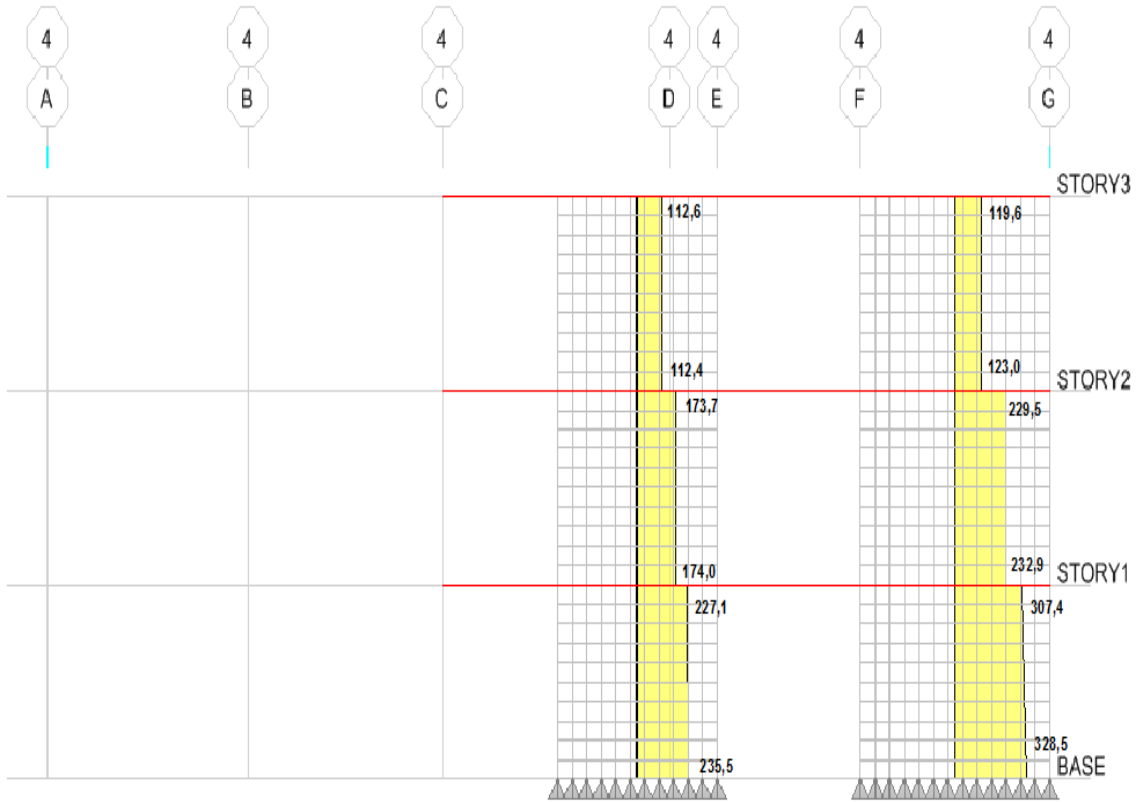 4 4 4 4 4 4 4
A B C D E F G
STORY3
112,6 119,6
112,4 123,0
STORY2
173,7 229,5
174,0 232,9
STORY1
227,1 307,4
235,5 328,5
BASE